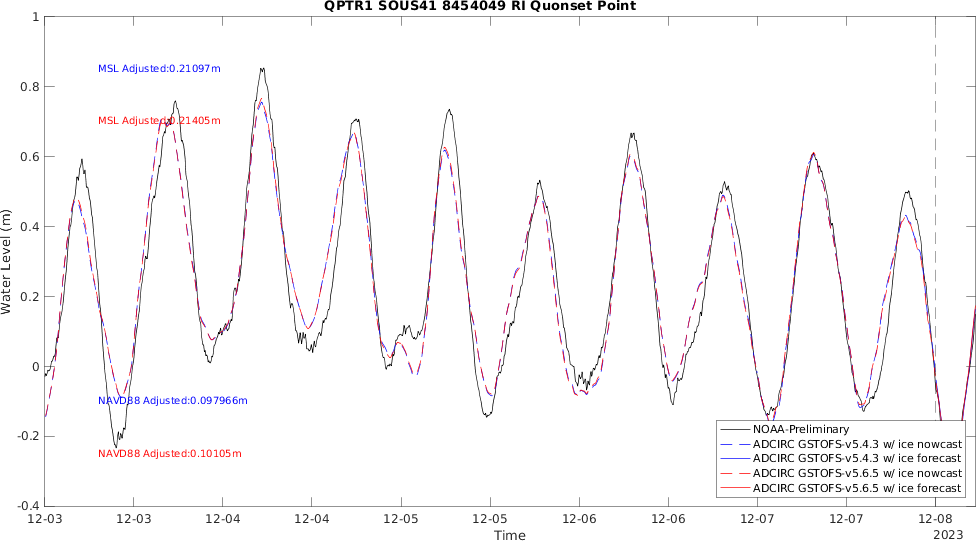 QPTR1 SOUS41 8454049 RI Quonset Point
1
0.8
0.6
0.4
0.2
0
-0.2
-0.4
Water Level (m)
MSL Adjusted:0.21097m
MSL Adjusted:0.21405m
NAVD88 Adjusted:0.097966m
NAVD88 Adjusted:0.10105m
NOAA-Preliminary
ADCIRC GSTOFS-v5.4.3 w/ ice nowcast
ADCIRC GSTOFS-v5.4.3 w/ ice forecast
ADCIRC GSTOFS-v5.6.5 w/ ice nowcast
ADCIRC GSTOFS-v5.6.5 w/ ice forecast
12-03 12-03 12-04 12-04 12-05 12-05 12-06 12-06 12-07 12-07 12-08
2023
Time